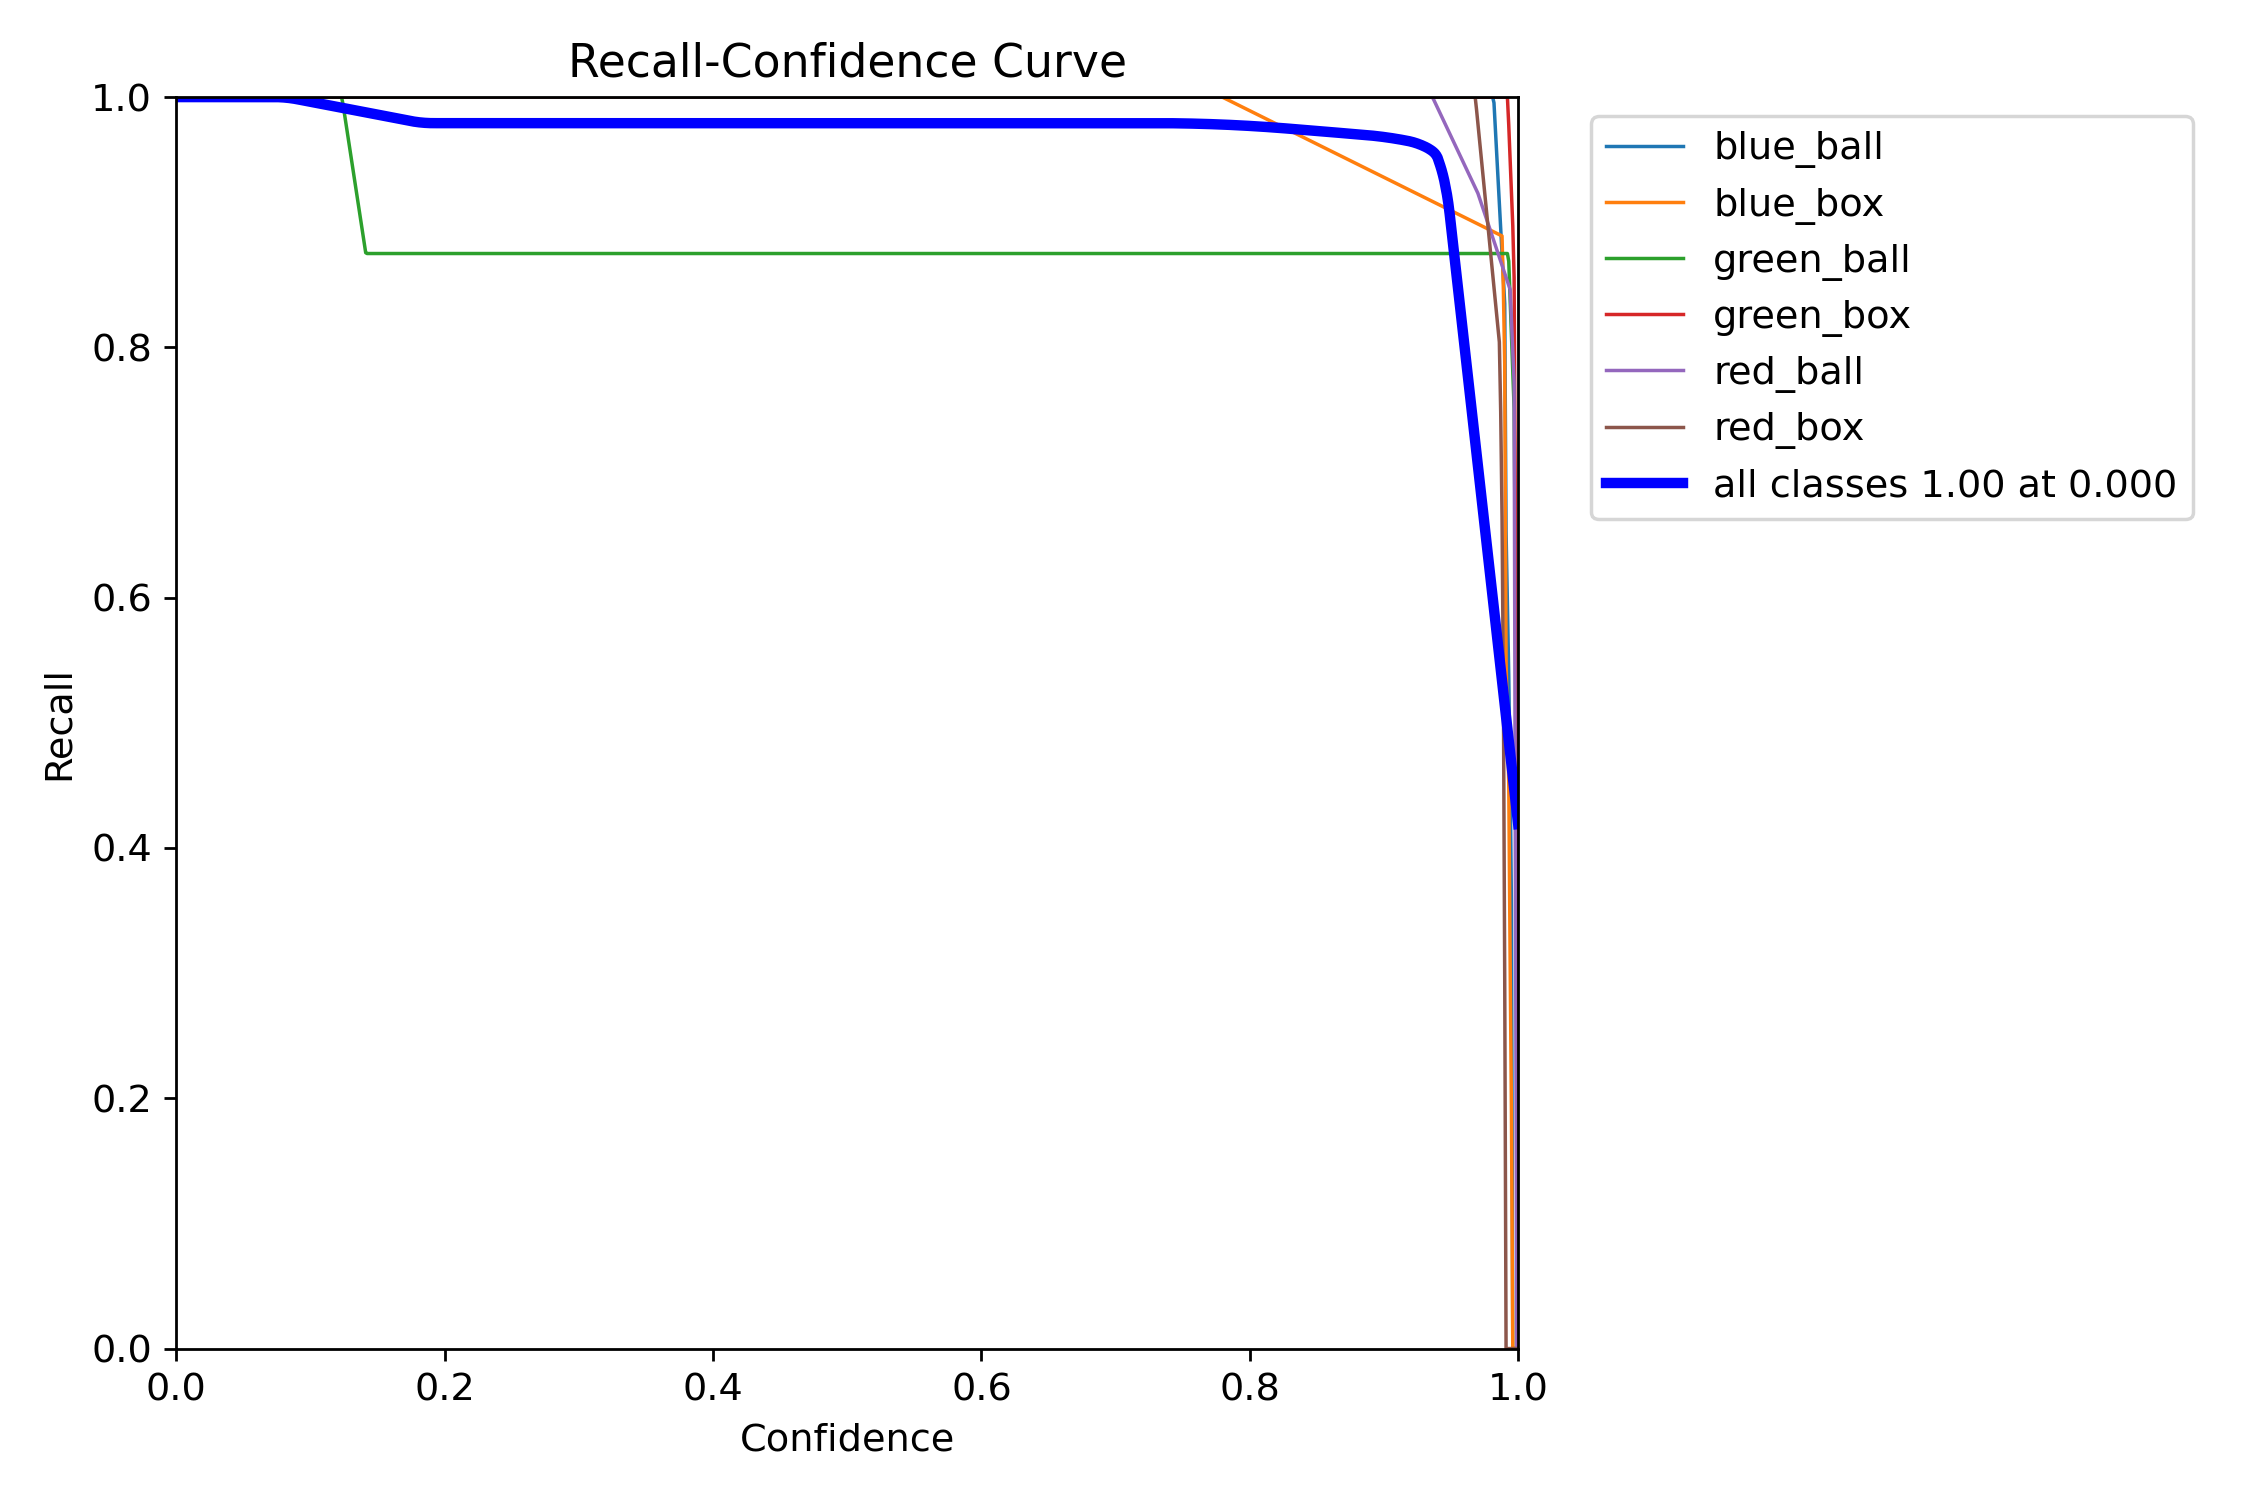 Recall-Confidence Curve
1.0
0.8
0.6
0.4
0.2
0.0
Recall
0.0 0.2 0.4 0.6 0.8 1.0
Confidence
blue_ball
blue_box
green_ball
green_box
red_ball
red_box
all classes 1.00 at 0.000